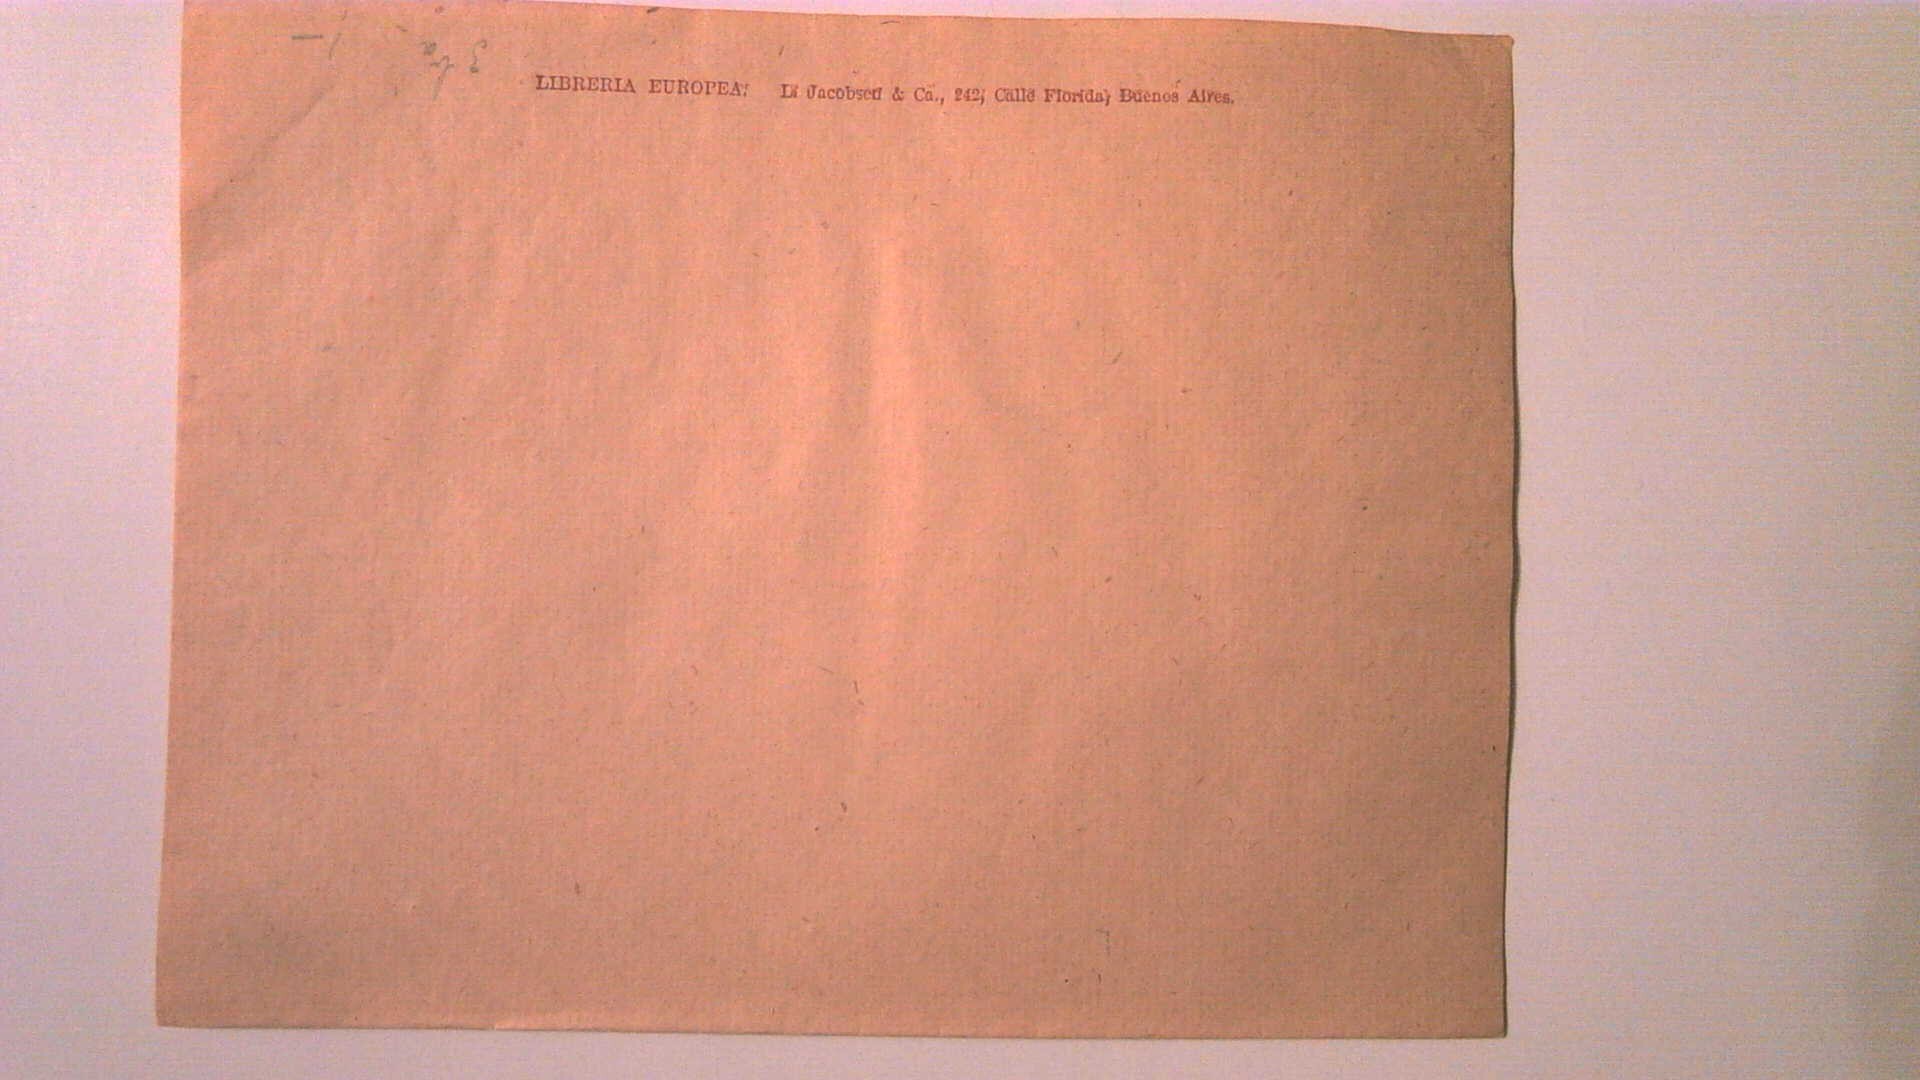 LIBRERIA EUROPEA: L. Jacobsen & Ca., 242, Calle Florida, Buenos Aires.